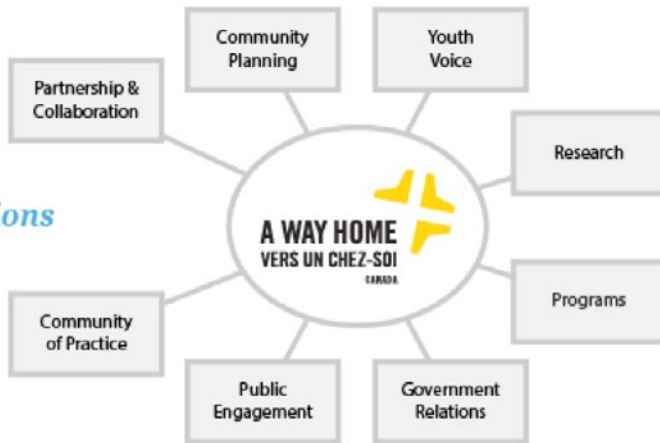 Community
Planning
Youth
Voice
Partnership &
Collaboration
Research
ions
A WAY HOME
VERS UN CHEZ-SOI
CANADA
Programs
Community
of Practice
Public
Engagement
Government
Relations